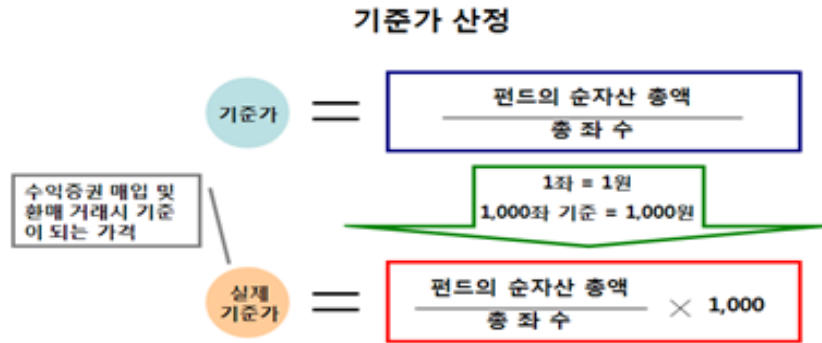 기준가 산정
기준가
=
펀드의 순자산 총액
총 좌 수
1좌 = 1원
1,000좌 기준 = 1,000원
수익증권 매입 및
환매 거래시 기준
이 되는 가격
실제
기준가
=
펀드의 순자산 총액
총 좌 수
× 1,000